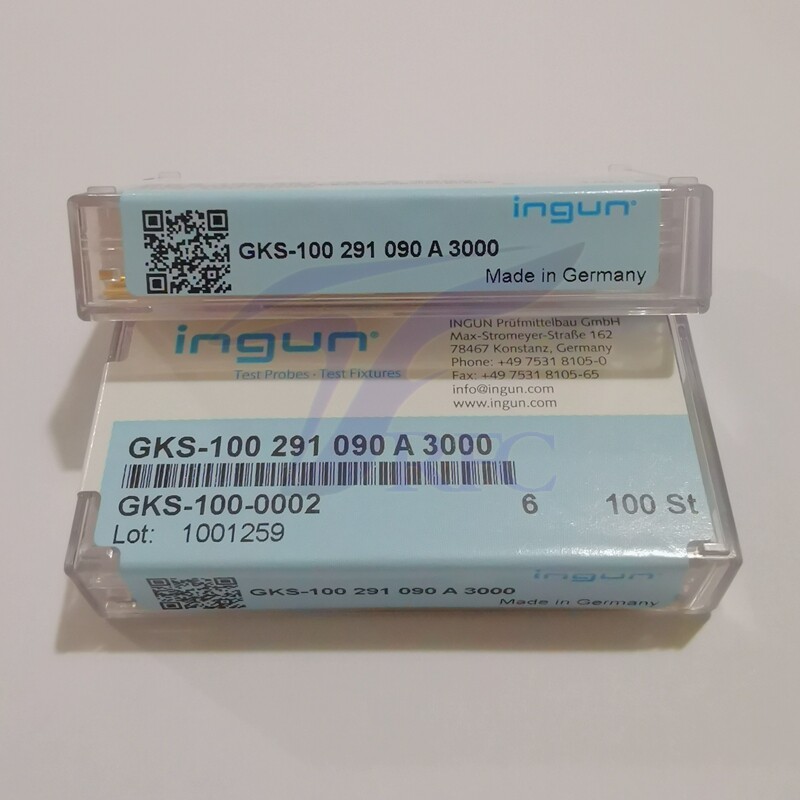 ingun
GKS-100 291 090 A 3000
Made in Germany
ingun
Test Probes · Test Fixtures
INGUN Prüfmittelbau GmbH
Max-Stromeyer-Straße 162
78467 Konstanz, Germany
Phone: +49 7531 8105-0
Fax: +49 7531 8105-65
info@ingun.com
www.ingun.com
GKS-100 291 090 A 3000
GKS-100-0002 6 100 St
Lot: 1001259
ingun
GKS-100 291 090 A 3000
Made in Germany